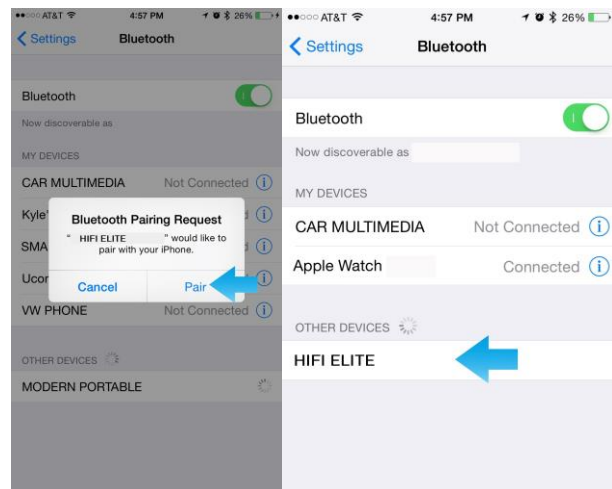 AT&T 4:57 PM 26%
Settings Bluetooth
Bluetooth
Now discoverable as
MY DEVICES
CAR MULTIMEDIA Not Connected
Kyle'
Bluetooth Pairing Request
" HIFI ELITE " would like to
pair with your iPhone.
SMA
Cancel Pair
Ucon
VW PHONE Not Connected
OTHER DEVICES
MODERN PORTABLE
AT&T 4:57 PM 26%
Settings Bluetooth
Bluetooth
Now discoverable as
MY DEVICES
CAR MULTIMEDIA Not Connected
Apple Watch Connected
OTHER DEVICES
HIFI ELITE